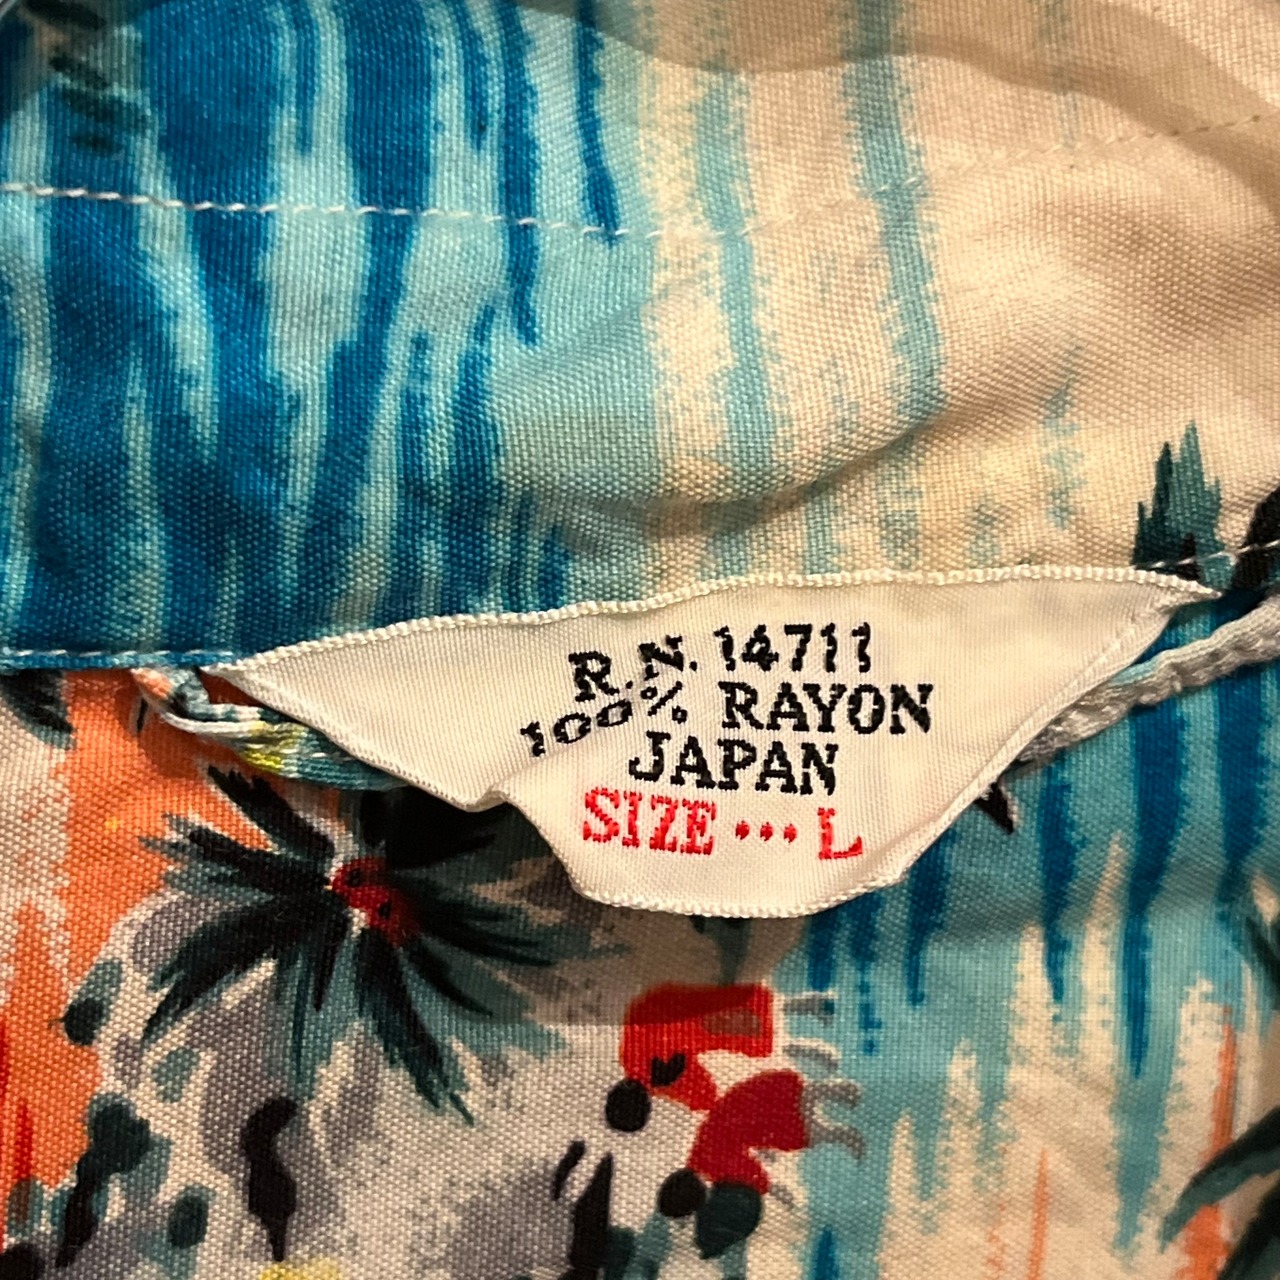 R.N. 14711
100% RAYON
JAPAN
SIZE ••• L